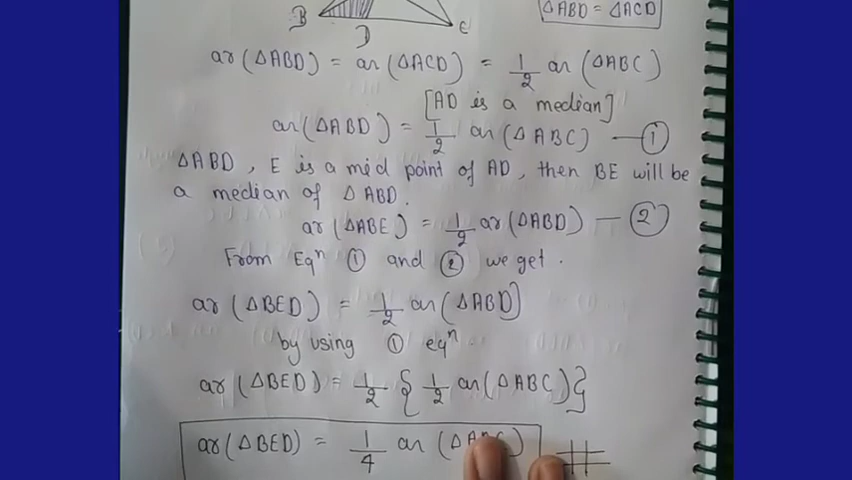 B
D
C
ΔABD = ΔACD
ar (ΔABD) = ar (ΔACD) = 1/2 ar (ΔABC)
[AD is a median]
ar (ΔABD) = 1/2 ar (ΔABC) — ①
ΔABD, E is a mid point of AD, then BE will be
a median of ΔABD.
ar (ΔABE) = 1/2 ar (ΔABD) — ②
From Eqⁿ ① and ② we get.
ar (ΔBED) = 1/2 ar (ΔABD]
by using ① eqⁿ
ar (ΔBED) = 1/2 { 1/2 ar (ΔABC) }
ar (ΔBED) = 1/4 ar (ΔABC)